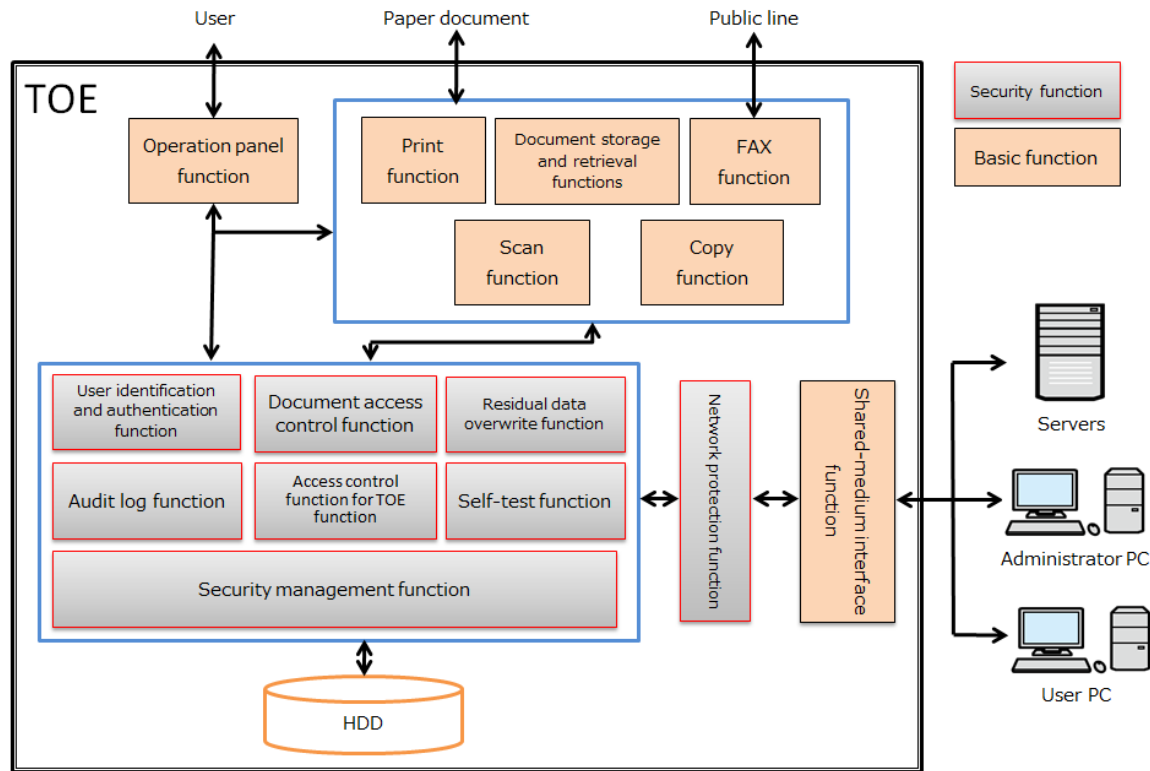 User
Paper document
Public line
TOE
Security function
Basic function
Operation panel
function
Print
function
Document storage
and retrieval
functions
FAX
function
Scan
function
Copy
function
User identification
and authentication
function
Document access
control function
Residual data
overwrite function
Audit log function
Access control
function for TOE
function
Self-test function
Security management function
Network protection function
Shared-medium interface
function
HDD
Servers
Administrator PC
User PC